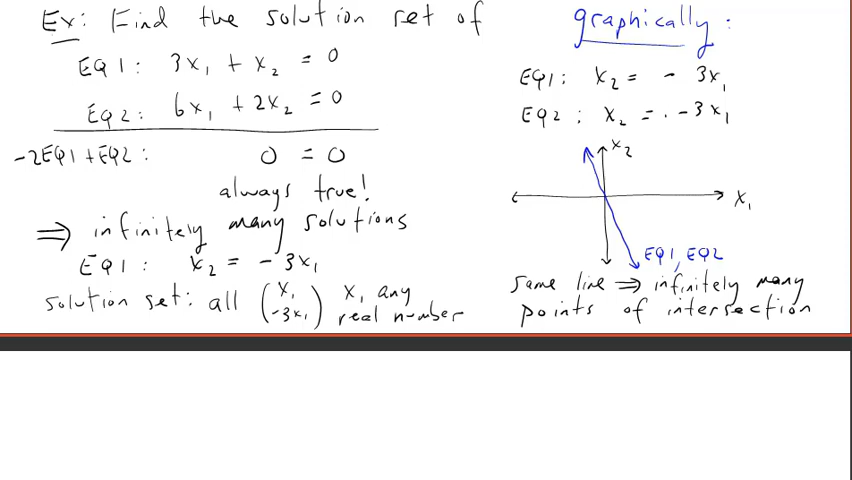 Ex: Find the solution set of
EQ1: 3x₁ + x₂ = 0
EQ2: 6x₁ + 2x₂ = 0
-2EQ1 + EQ2: 0 = 0
always true!
⇒ infinitely many solutions
EQ1: x₂ = -3x₁
solution set: all (x₁ -3x₁) x₁ any
real number
graphically:
EQ1: x₂ = - 3x₁
EQ2: x₂ = . -3x₁
x₂
x₁
EQ1, EQ2
same line ⇒ infinitely many
points of intersection